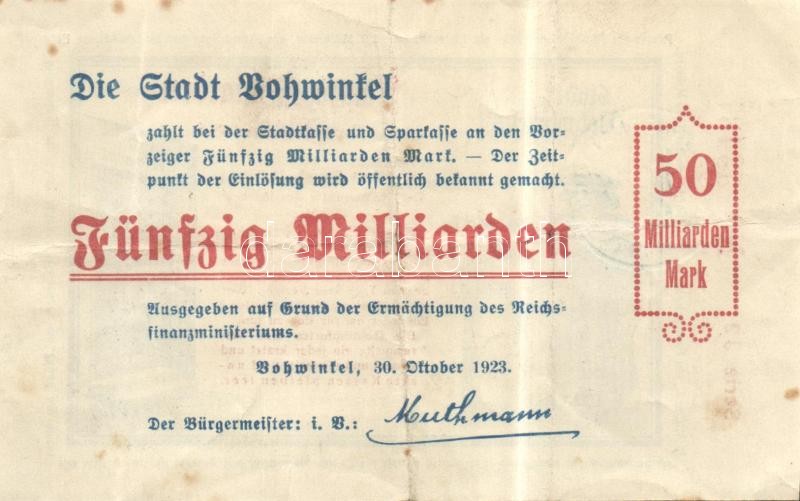 Die Stadt Vohwinkel
zahlt bei der Stadtkasse und Sparkasse an den Vor-
zeiger Fünfzig Milliarden Mark. — Der Zeit-
punkt der Einlösung wird öffentlich bekannt gemacht.
Fünfzig Milliarden
50
Milliarden
Mark
darabanth
Ausgegeben auf Grund der Ermächtigung des Reichs-
finanzministeriums.
Vohwinkel, 30. Oktober 1923.
Der Bürgermeister: i. V.: Muthmann